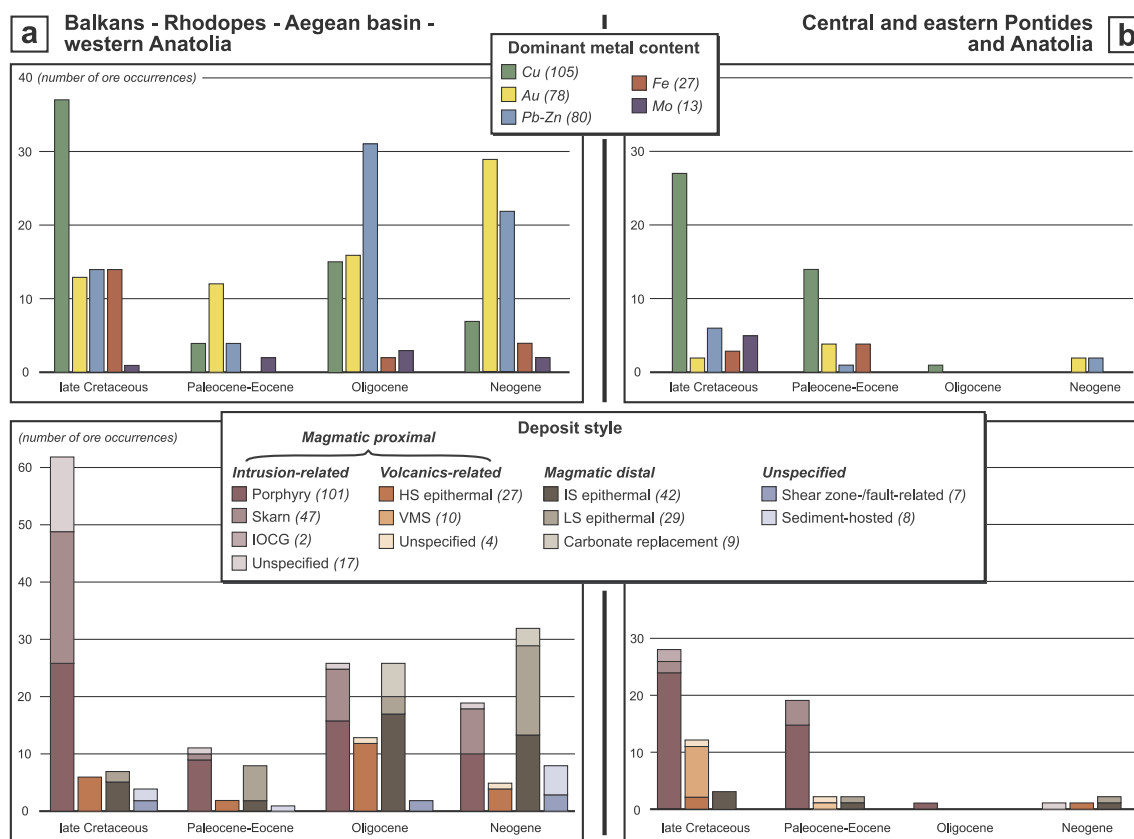 a
Balkans - Rhodopes - Aegean basin -
western Anatolia
Central and eastern Pontides
and Anatolia
b
Dominant metal content
Cu (105)
Au (78)
Pb-Zn (80)
Fe (27)
Mo (13)
(number of ore occurrences)
40
30
20
10
0
late Cretaceous
Paleocene-Eocene
Oligocene
Neogene
30
20
10
0
late Cretaceous
Paleocene-Eocene
Oligocene
Neogene
Deposit style
Magmatic proximal
Intrusion-related
Porphyry (101)
Skarn (47)
IOCG (2)
Unspecified (17)
Volcanics-related
HS epithermal (27)
VMS (10)
Unspecified (4)
Magmatic distal
IS epithermal (42)
LS epithermal (29)
Carbonate replacement (9)
Unspecified
Shear zone-/fault-related (7)
Sediment-hosted (8)
(number of ore occurrences)
60
50
40
30
20
10
0
late Cretaceous
Paleocene-Eocene
Oligocene
Neogene
30
20
10
0
late Cretaceous
Paleocene-Eocene
Oligocene
Neogene